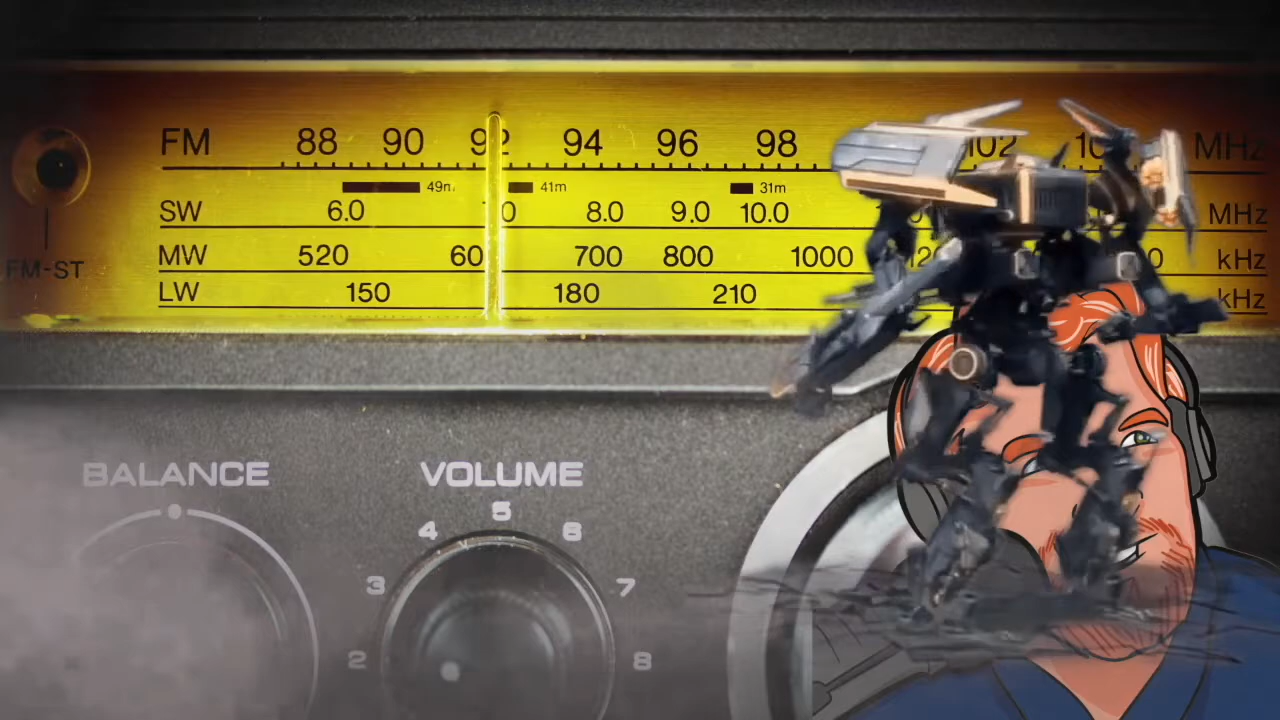 FM 88 90 92 94 96 98 102 MHz
49m 41m 31m
SW 6.0 8.0 9.0 10.0 MHz
MW 520 700 800 1000 kHz
LW 150 180 210 kHz
FM-ST
BALANCE VOLUME
5
4 6
3 7
2 8